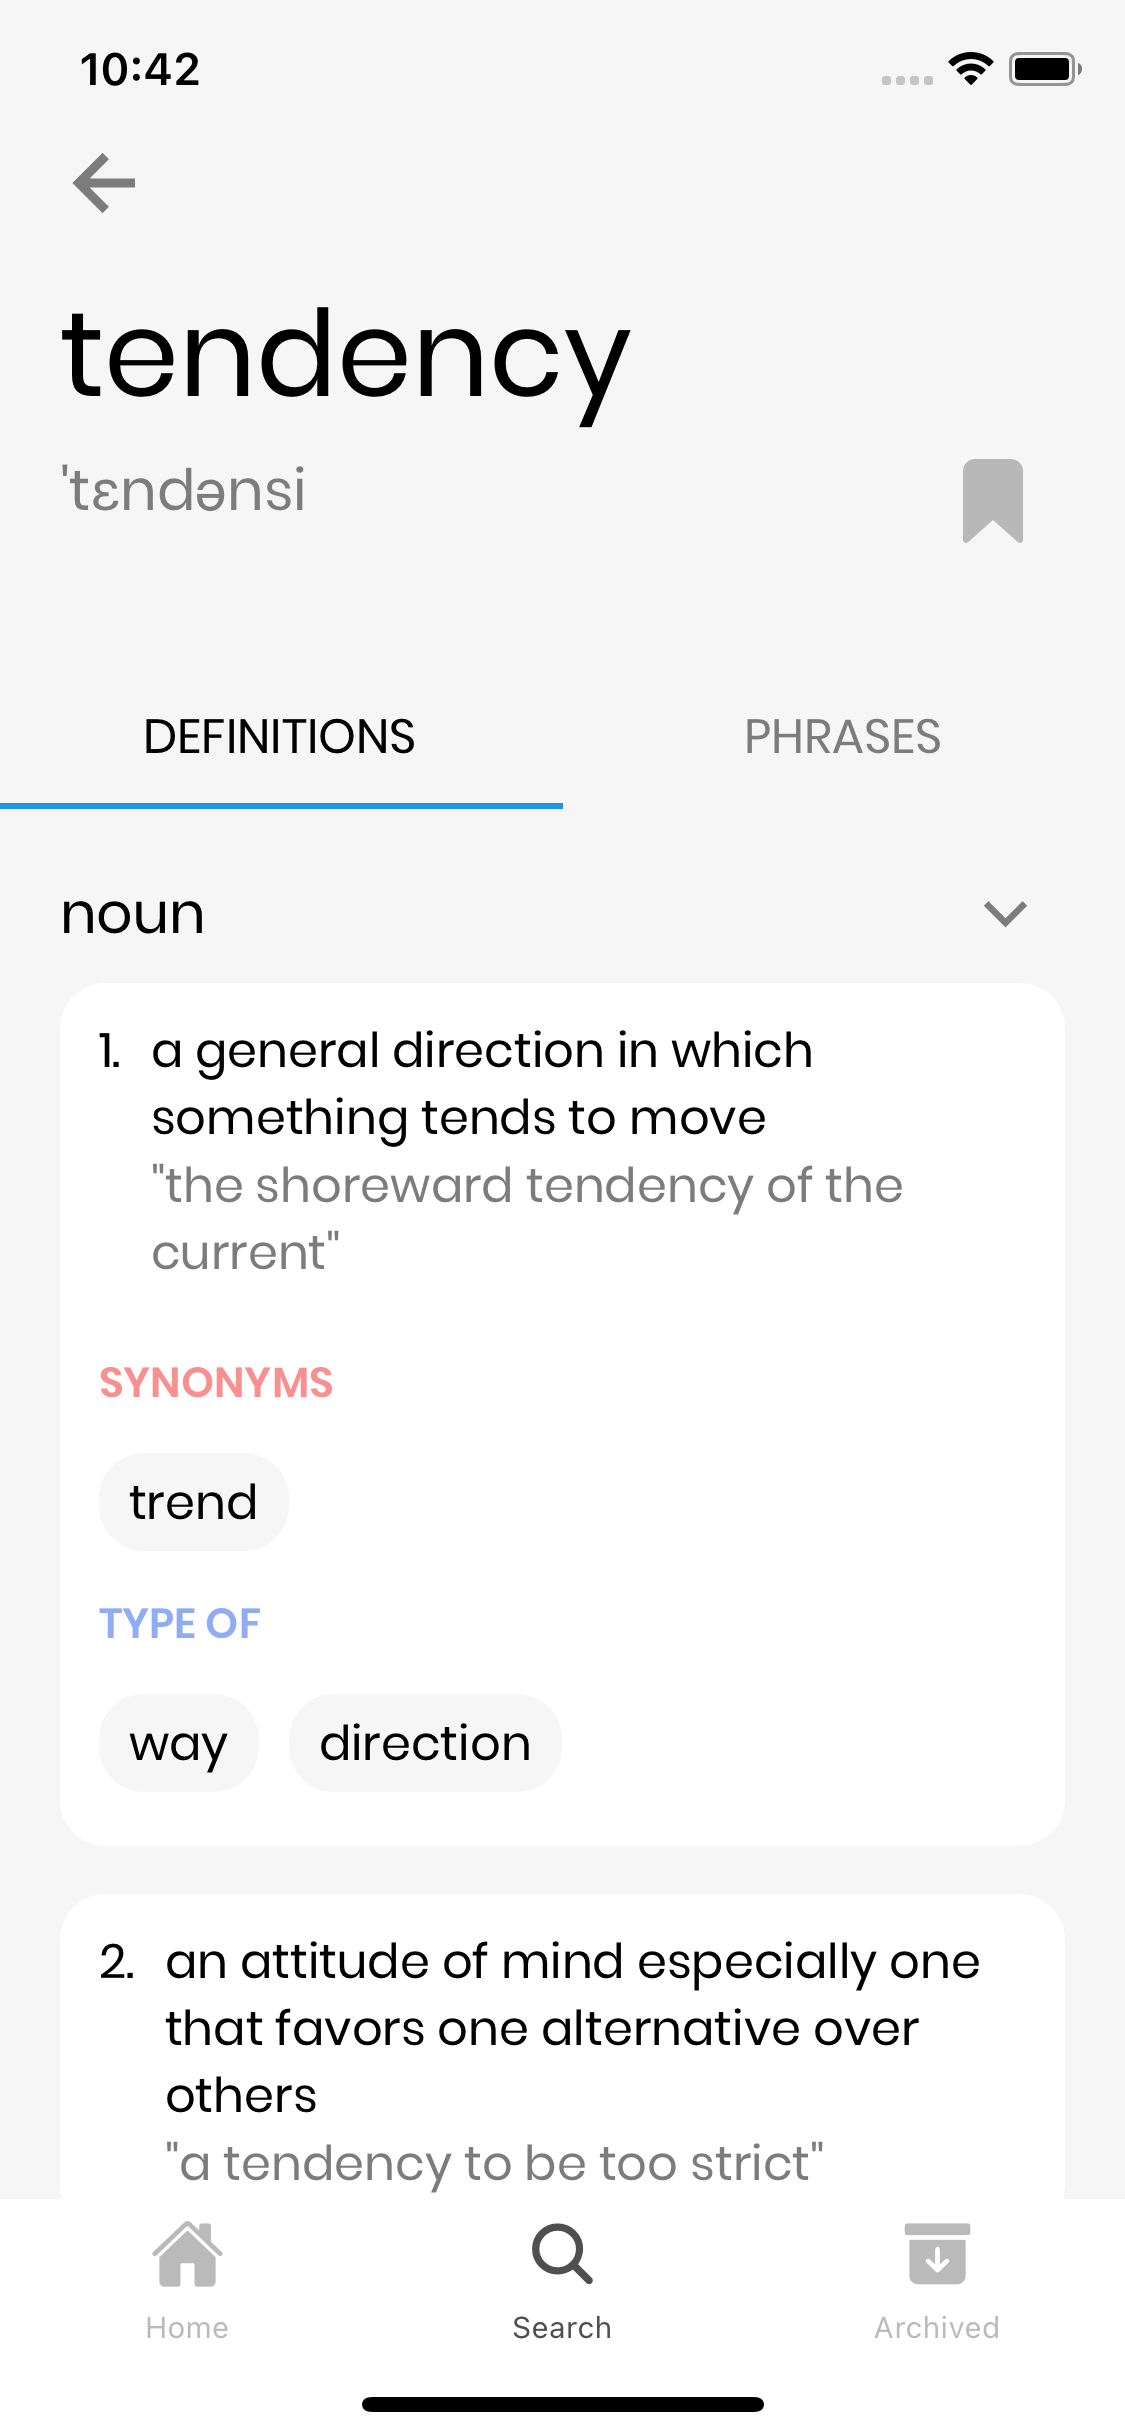 10:42
tendency
'tɛndənsi
DEFINITIONS
PHRASES
noun
1. a general direction in which
something tends to move
"the shoreward tendency of the
current"
SYNONYMS
trend
TYPE OF
way direction
2. an attitude of mind especially one
that favors one alternative over
others
"a tendency to be too strict"
Home
Search
Archived